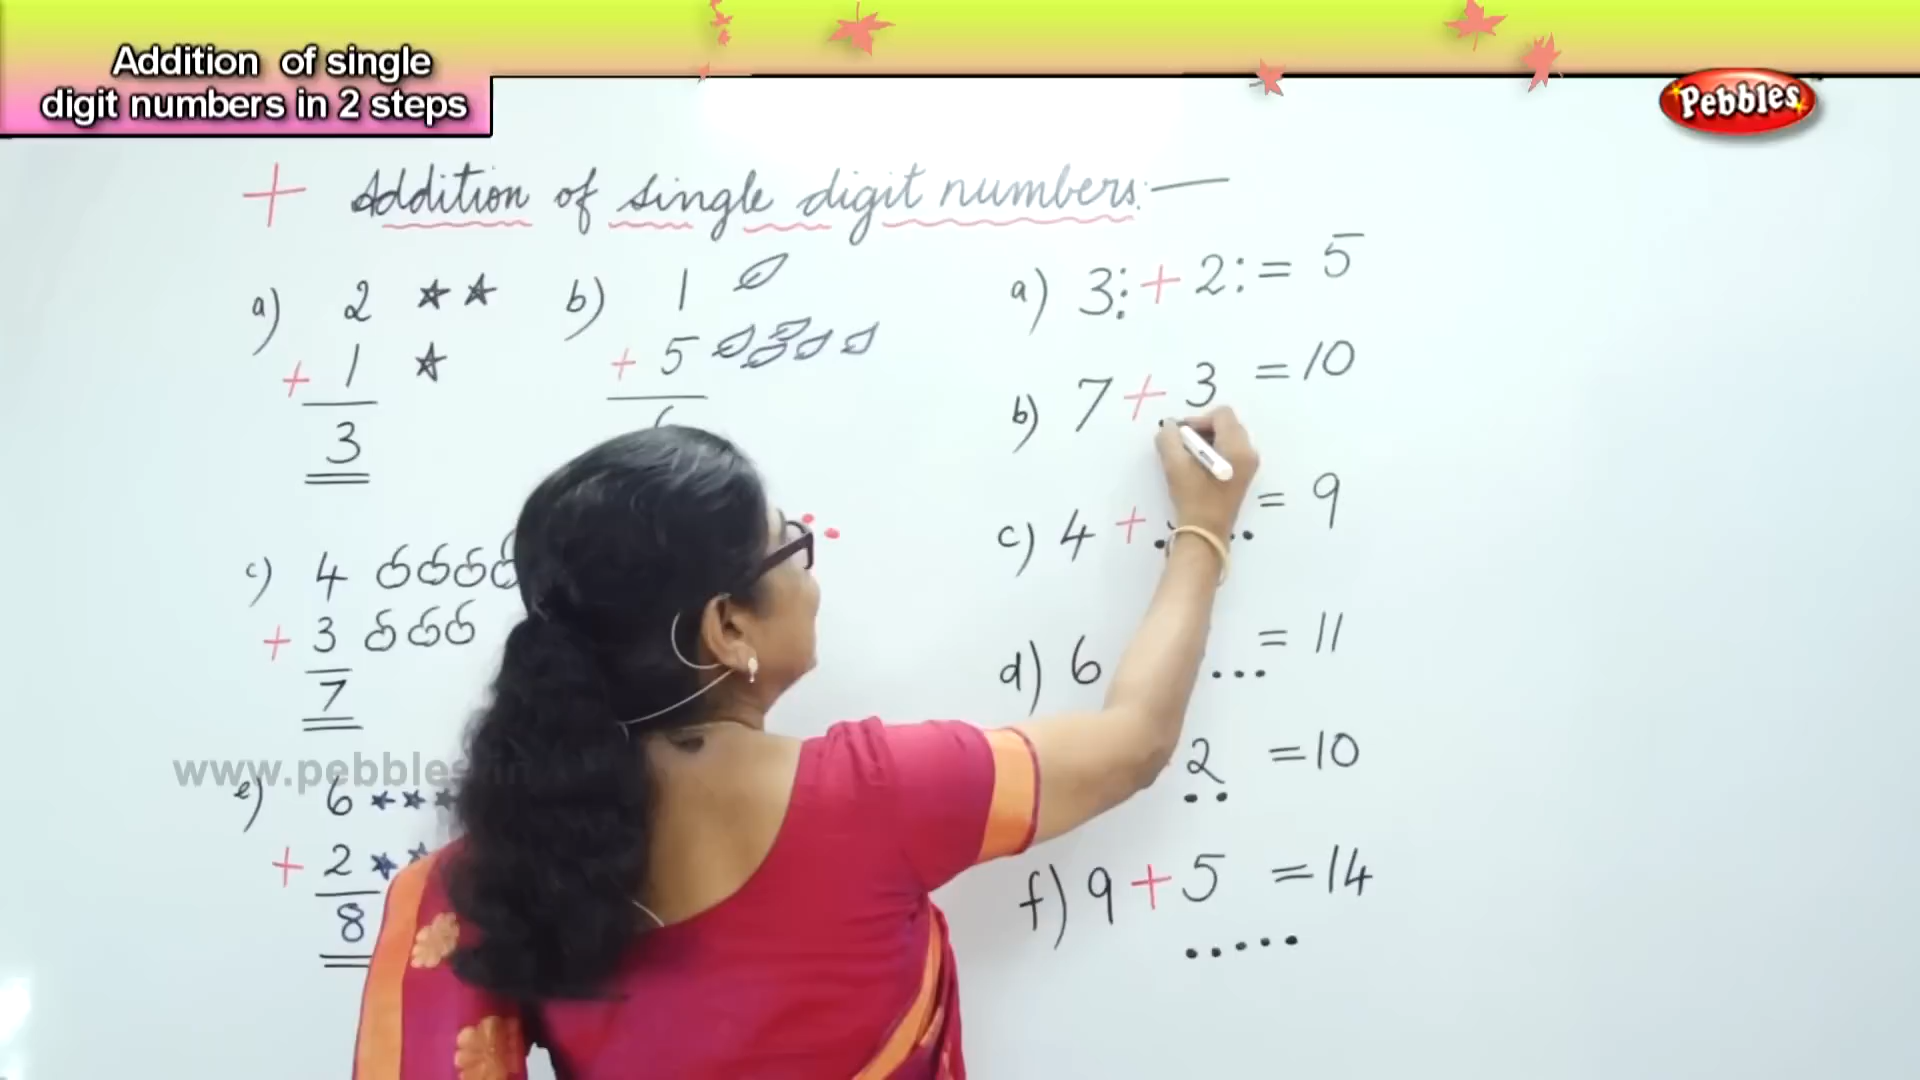 Addition of single
digit numbers in 2 steps
Pebbles
+ Addition of single digit numbers:—
a) 2
+ 1
3
b) 1
+ 5
c) 4
+ 3
7
e) 6
+ 2
8
a) 3 + 2 = 5
b) 7 + 3 = 10
c) 4 + = 9
d) 6 = 11
2 = 10
f) 9 + 5 = 14
www.pebbles